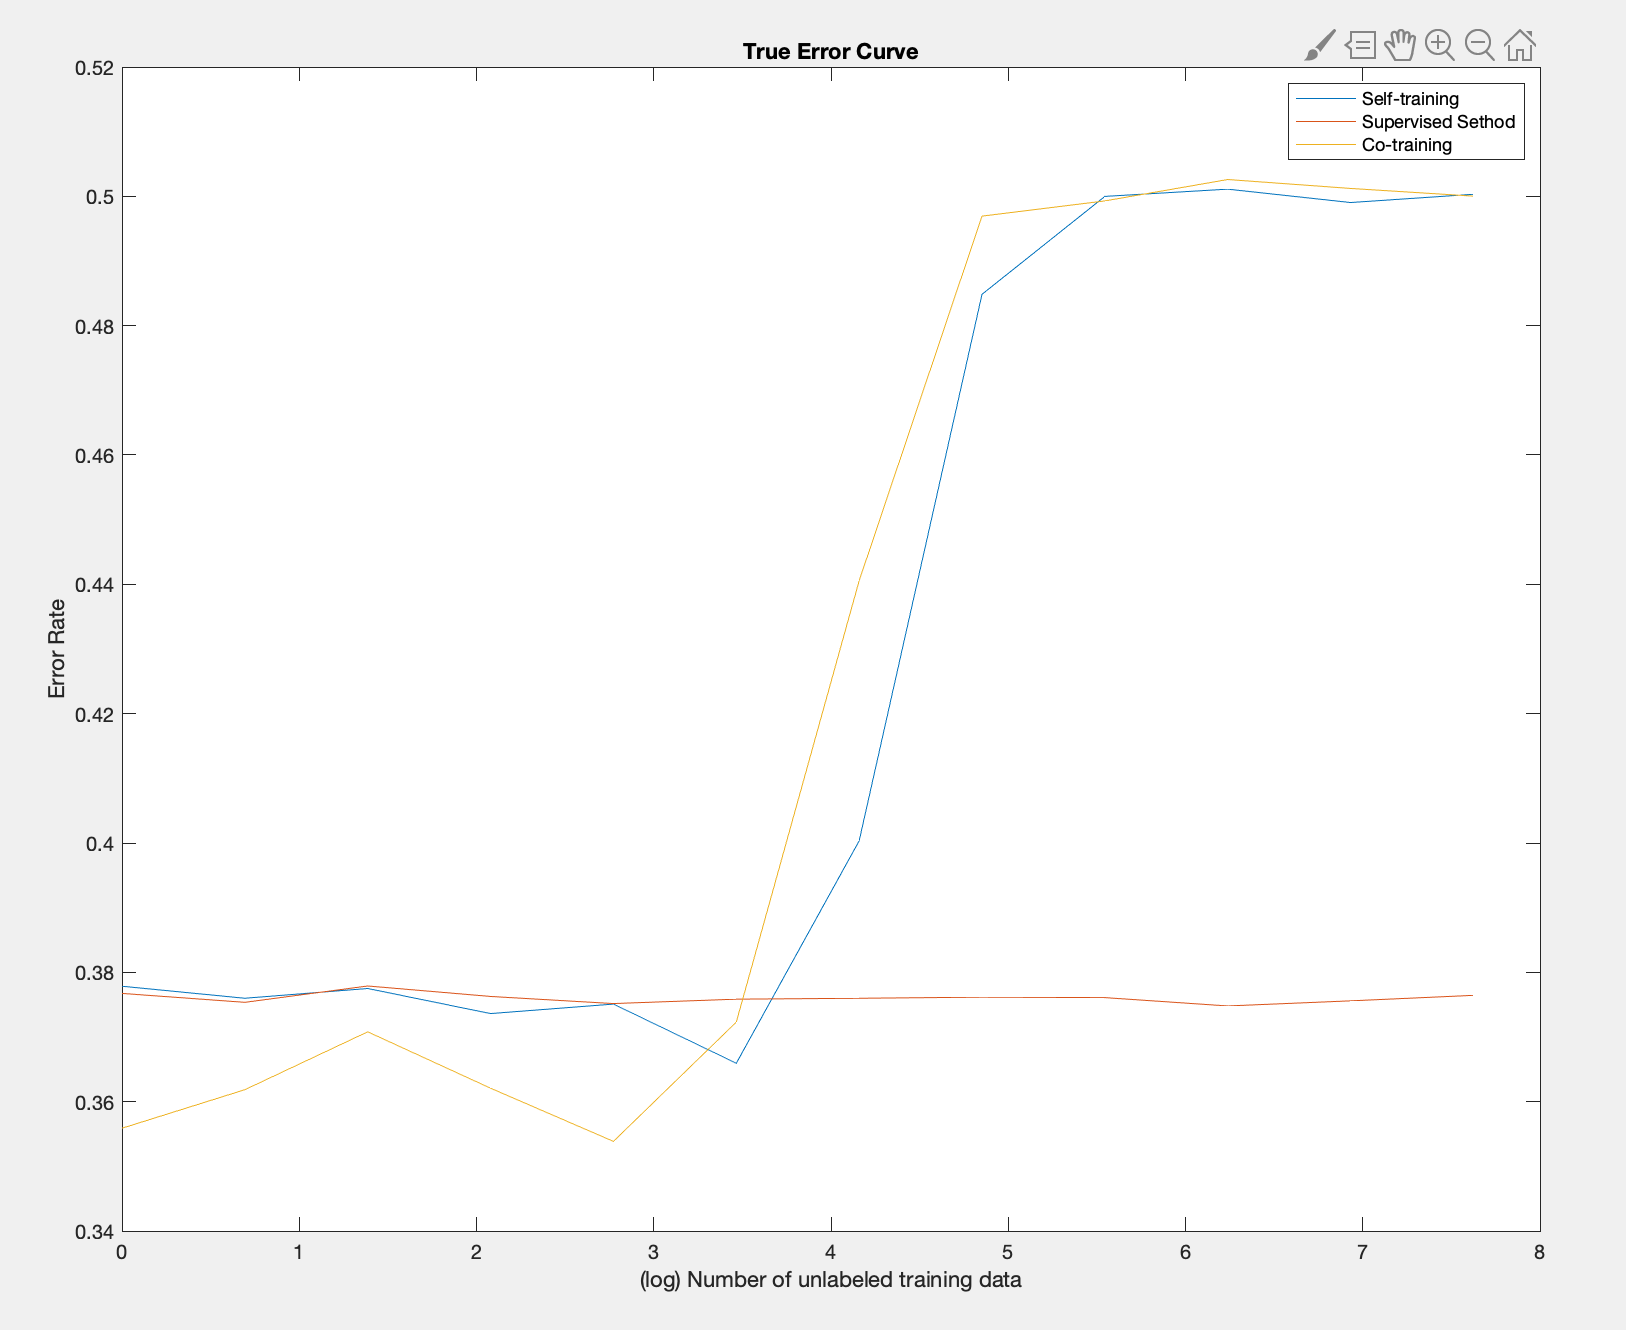 True Error Curve
0.52
0.5
0.48
0.46
0.44
0.42
0.4
0.38
0.36
0.34
Error Rate
Self-training
Supervised Sethod
Co-training
0 1 2 3 4 5 6 7 8
(log) Number of unlabeled training data